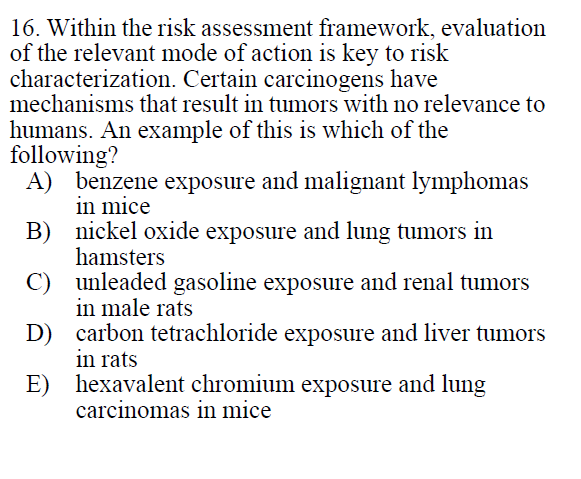 16. Within the risk assessment framework, evaluation
of the relevant mode of action is key to risk
characterization. Certain carcinogens have
mechanisms that result in tumors with no relevance to
humans. An example of this is which of the
following?
A) benzene exposure and malignant lymphomas
in mice
B) nickel oxide exposure and lung tumors in
hamsters
C) unleaded gasoline exposure and renal tumors
in male rats
D) carbon tetrachloride exposure and liver tumors
in rats
E) hexavalent chromium exposure and lung
carcinomas in mice